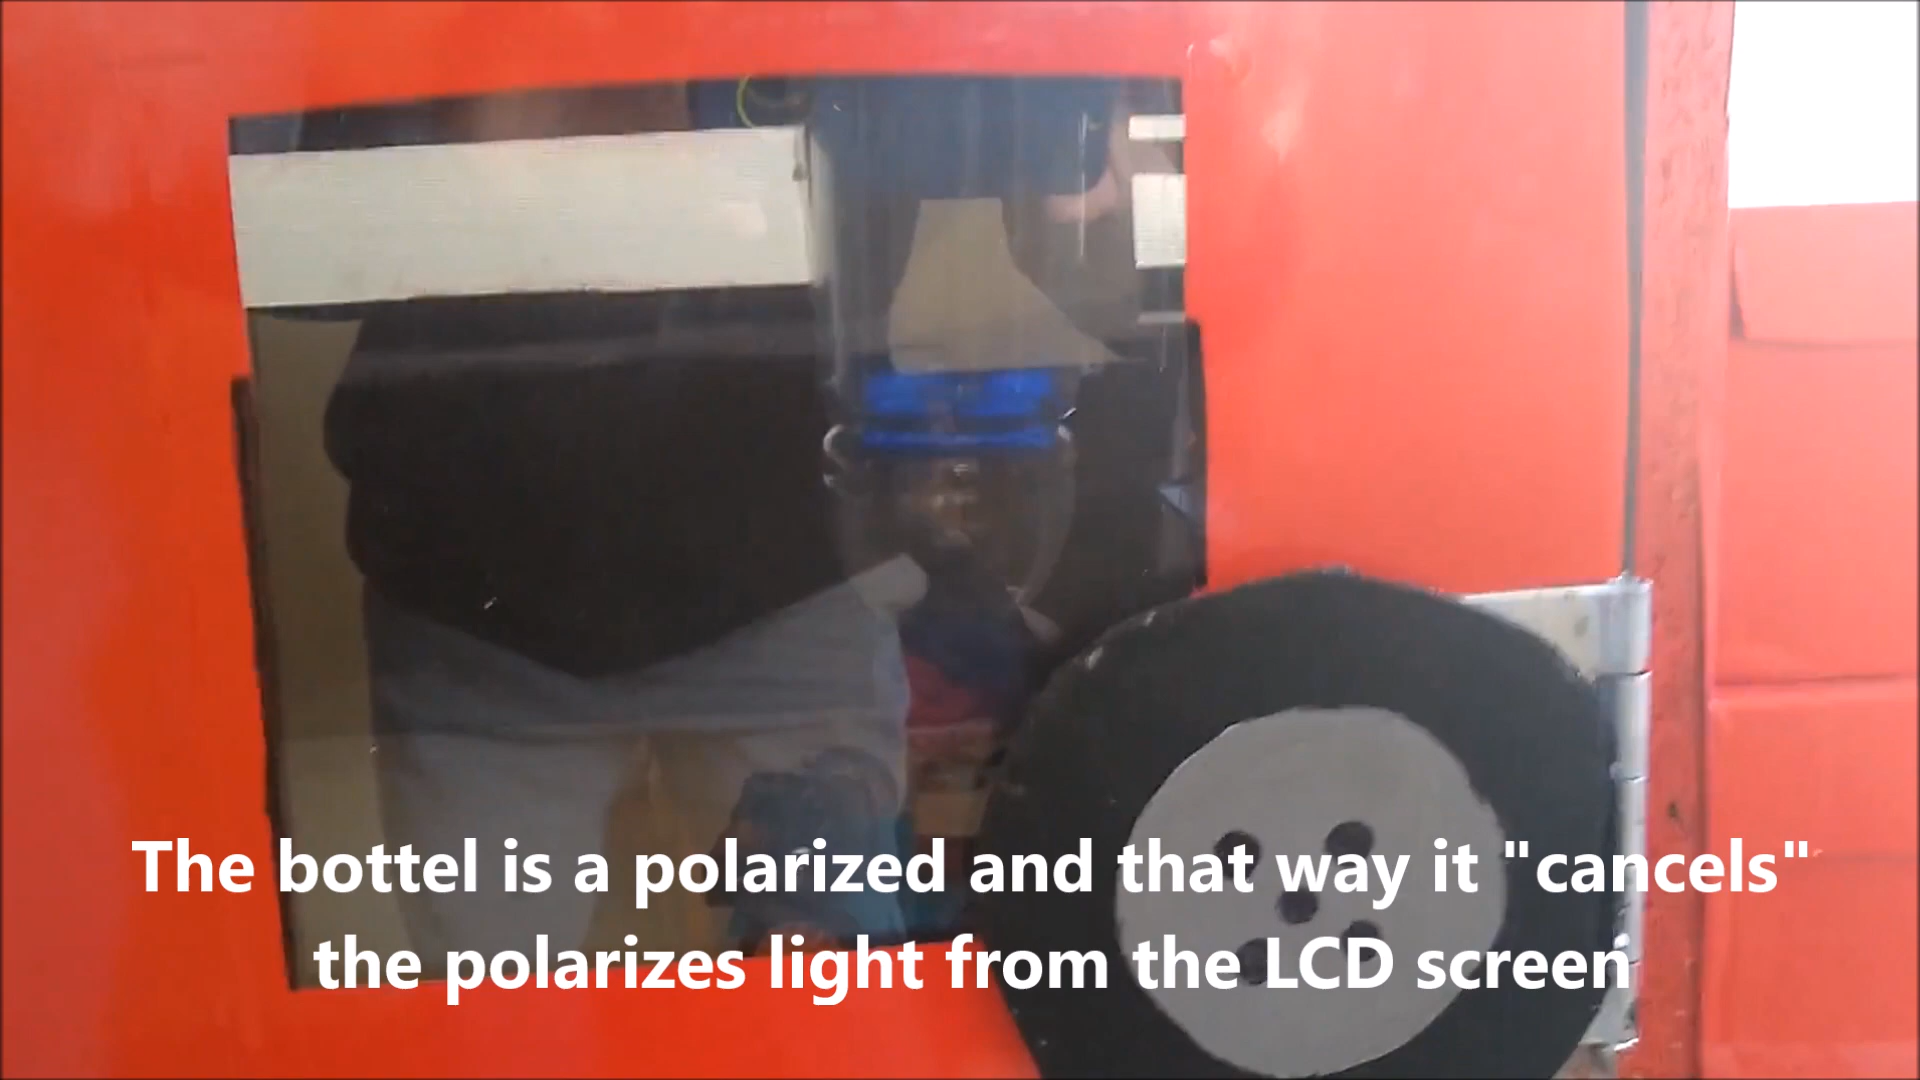 The bottel is a polarized and that way it "cancels"
the polarizes light from the LCD screen